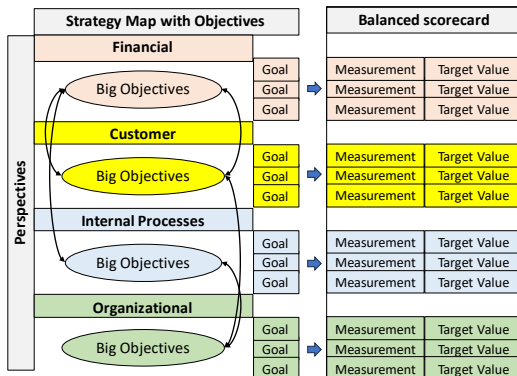 Strategy Map with Objectives
Balanced scorecard
Perspectives
Financial
Big Objectives
Goal
Measurement Target Value
Goal
Measurement Target Value
Goal
Measurement Target Value
Customer
Big Objectives
Goal
Measurement Target Value
Goal
Measurement Target Value
Goal
Measurement Target Value
Internal Processes
Big Objectives
Goal
Measurement Target Value
Goal
Measurement Target Value
Goal
Measurement Target Value
Organizational
Big Objectives
Goal
Measurement Target Value
Goal
Measurement Target Value
Goal
Measurement Target Value